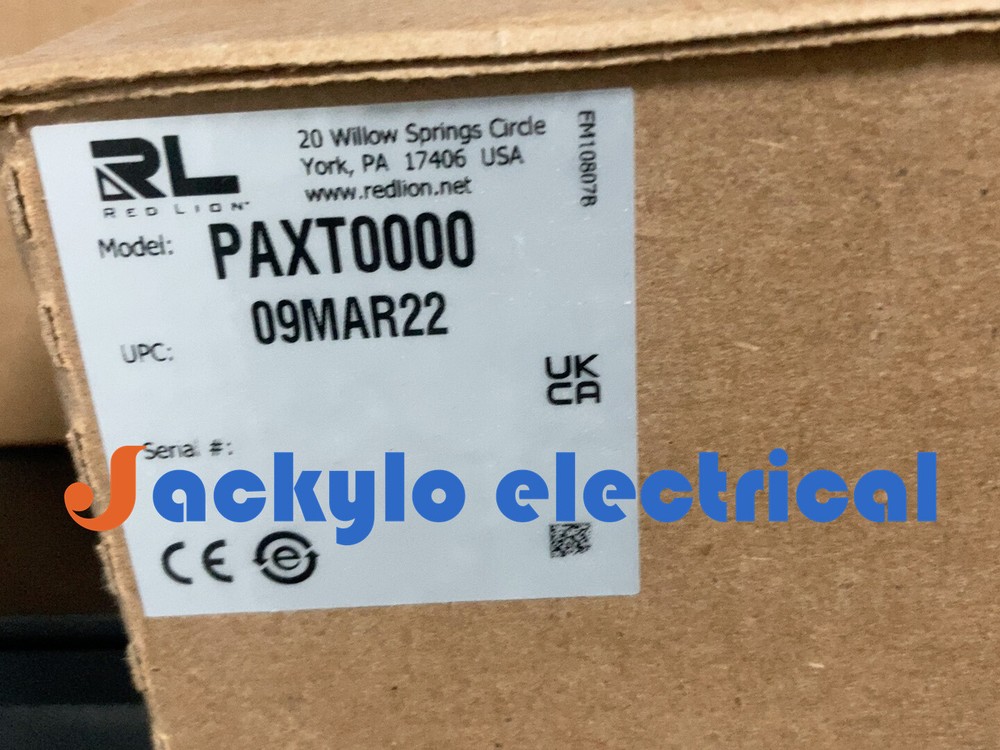 RL
RED LION
20 Willow Springs Circle
York, PA 17406 USA
www.redlion.net
EM10807B
Model: PAXT0000
09MAR22
UPC:
UK
CA
Serial #:
Jackylo electrical
CE
e